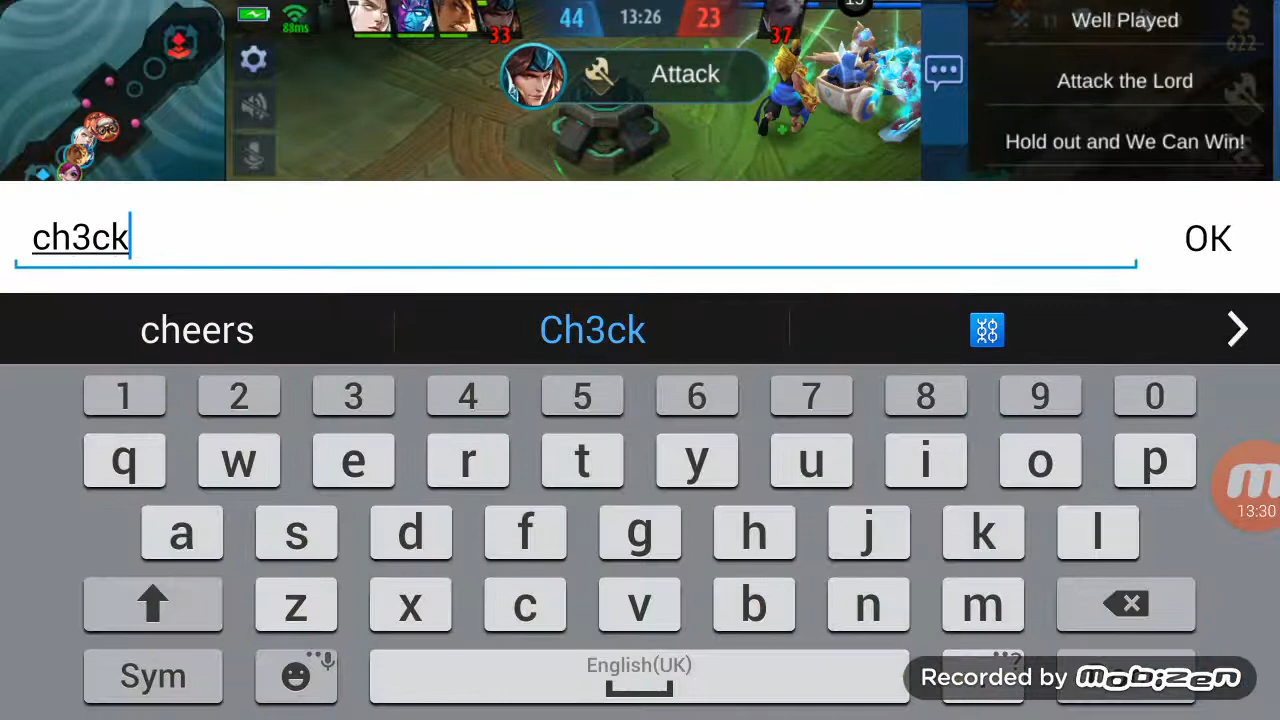 88ms
33
44 13:26 23
37
15
Attack
Well Played
Attack the Lord
Hold out and We Can Win!
11
622
ch3ck
OK
cheers Ch3ck
1 2 3 4 5 6 7 8 9 0
q w e r t y u i o p
a s d f g h j k l
z x c v b n m
Sym
English(UK)
?
M
13:30
Recorded by mobizen